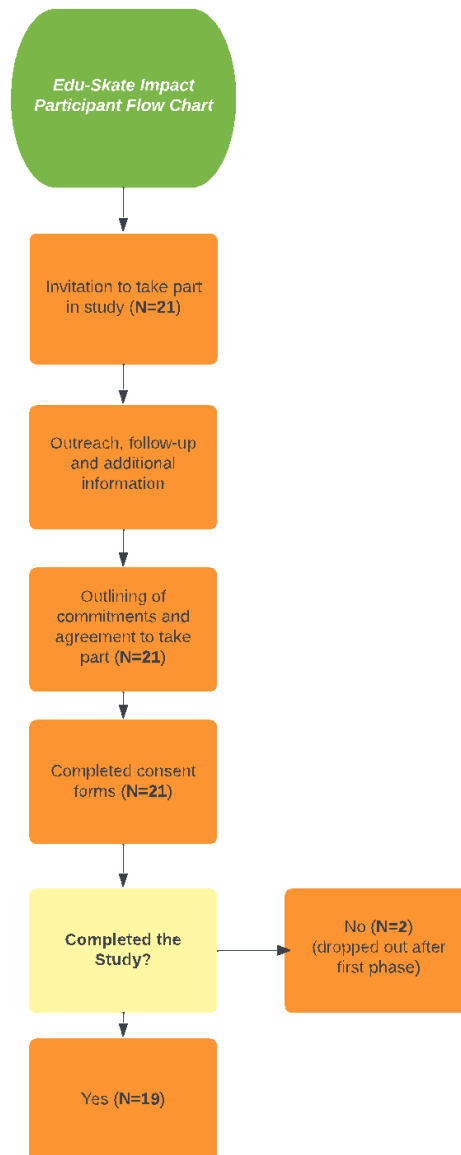 Edu-Skate Impact
Participant Flow Chart
Invitation to take part
in study (N=21)
Outreach, follow-up
and additional
information
Outlining of
commitments and
agreement to take
part (N=21)
Completed consent
forms (N=21)
Completed the
Study?
No (N=2)
(dropped out after
first phase)
Yes (N=19)